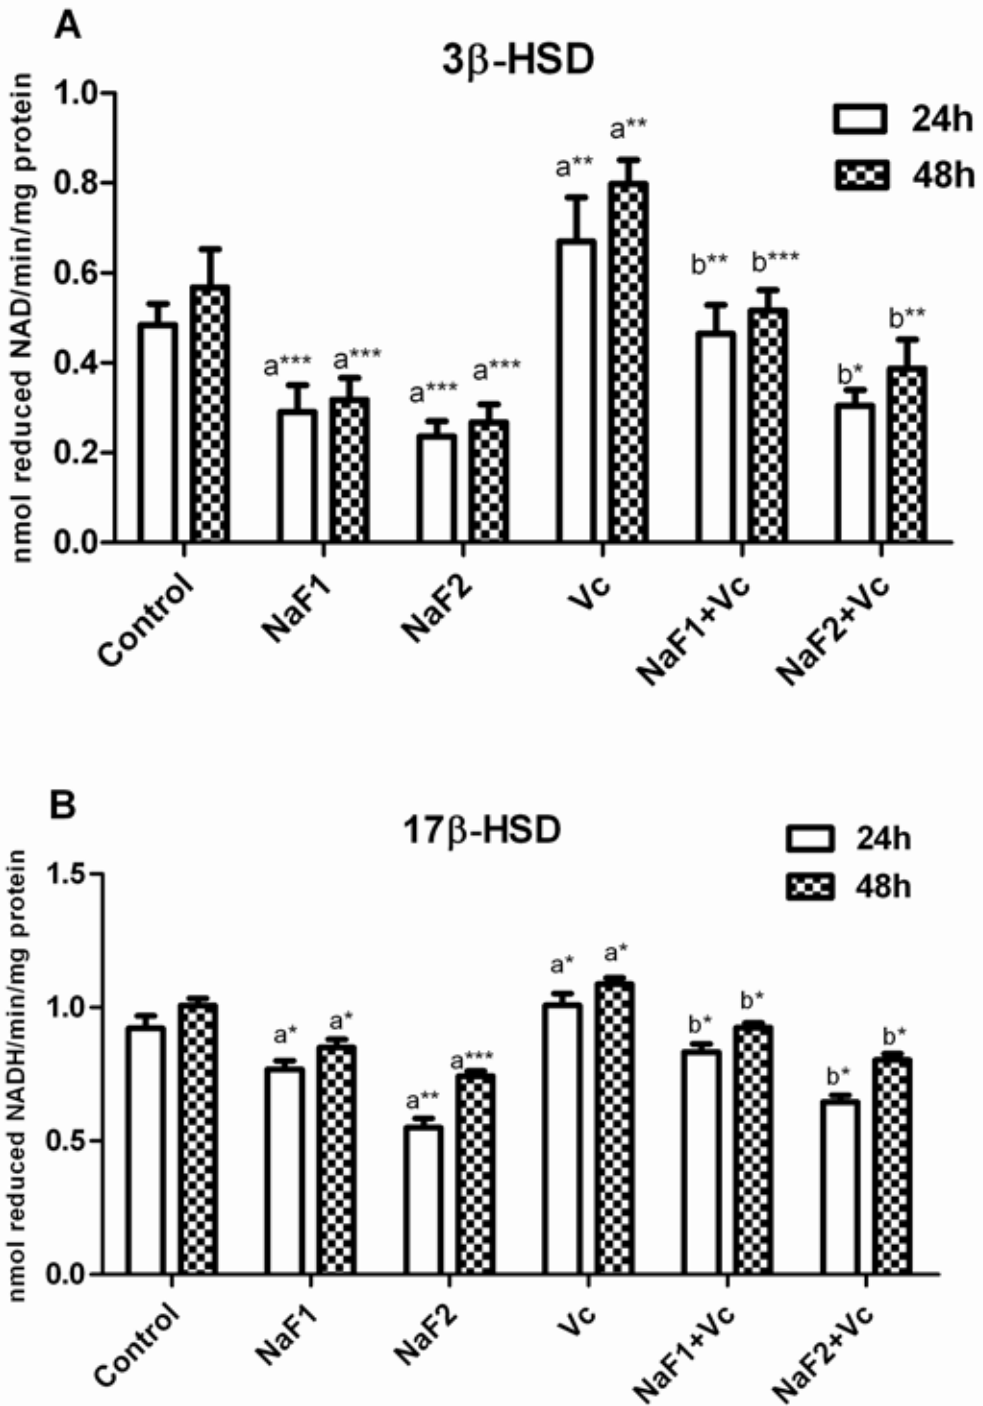 A
3β-HSD
nmol reduced NAD/min/mg protein
1.0
0.8
0.6
0.4
0.2
0.0
24h
48h
a***
a***
a***
a***
a**
a**
b**
b***
b*
b**
Control
NaF1
NaF2
Vc
NaF1+Vc
NaF2+Vc
B
17β-HSD
nmol reduced NADH/min/mg protein
1.5
1.0
0.5
0.0
24h
48h
a*
a*
a**
a***
a*
a*
b*
b*
b*
b*
Control
NaF1
NaF2
Vc
NaF1+Vc
NaF2+Vc